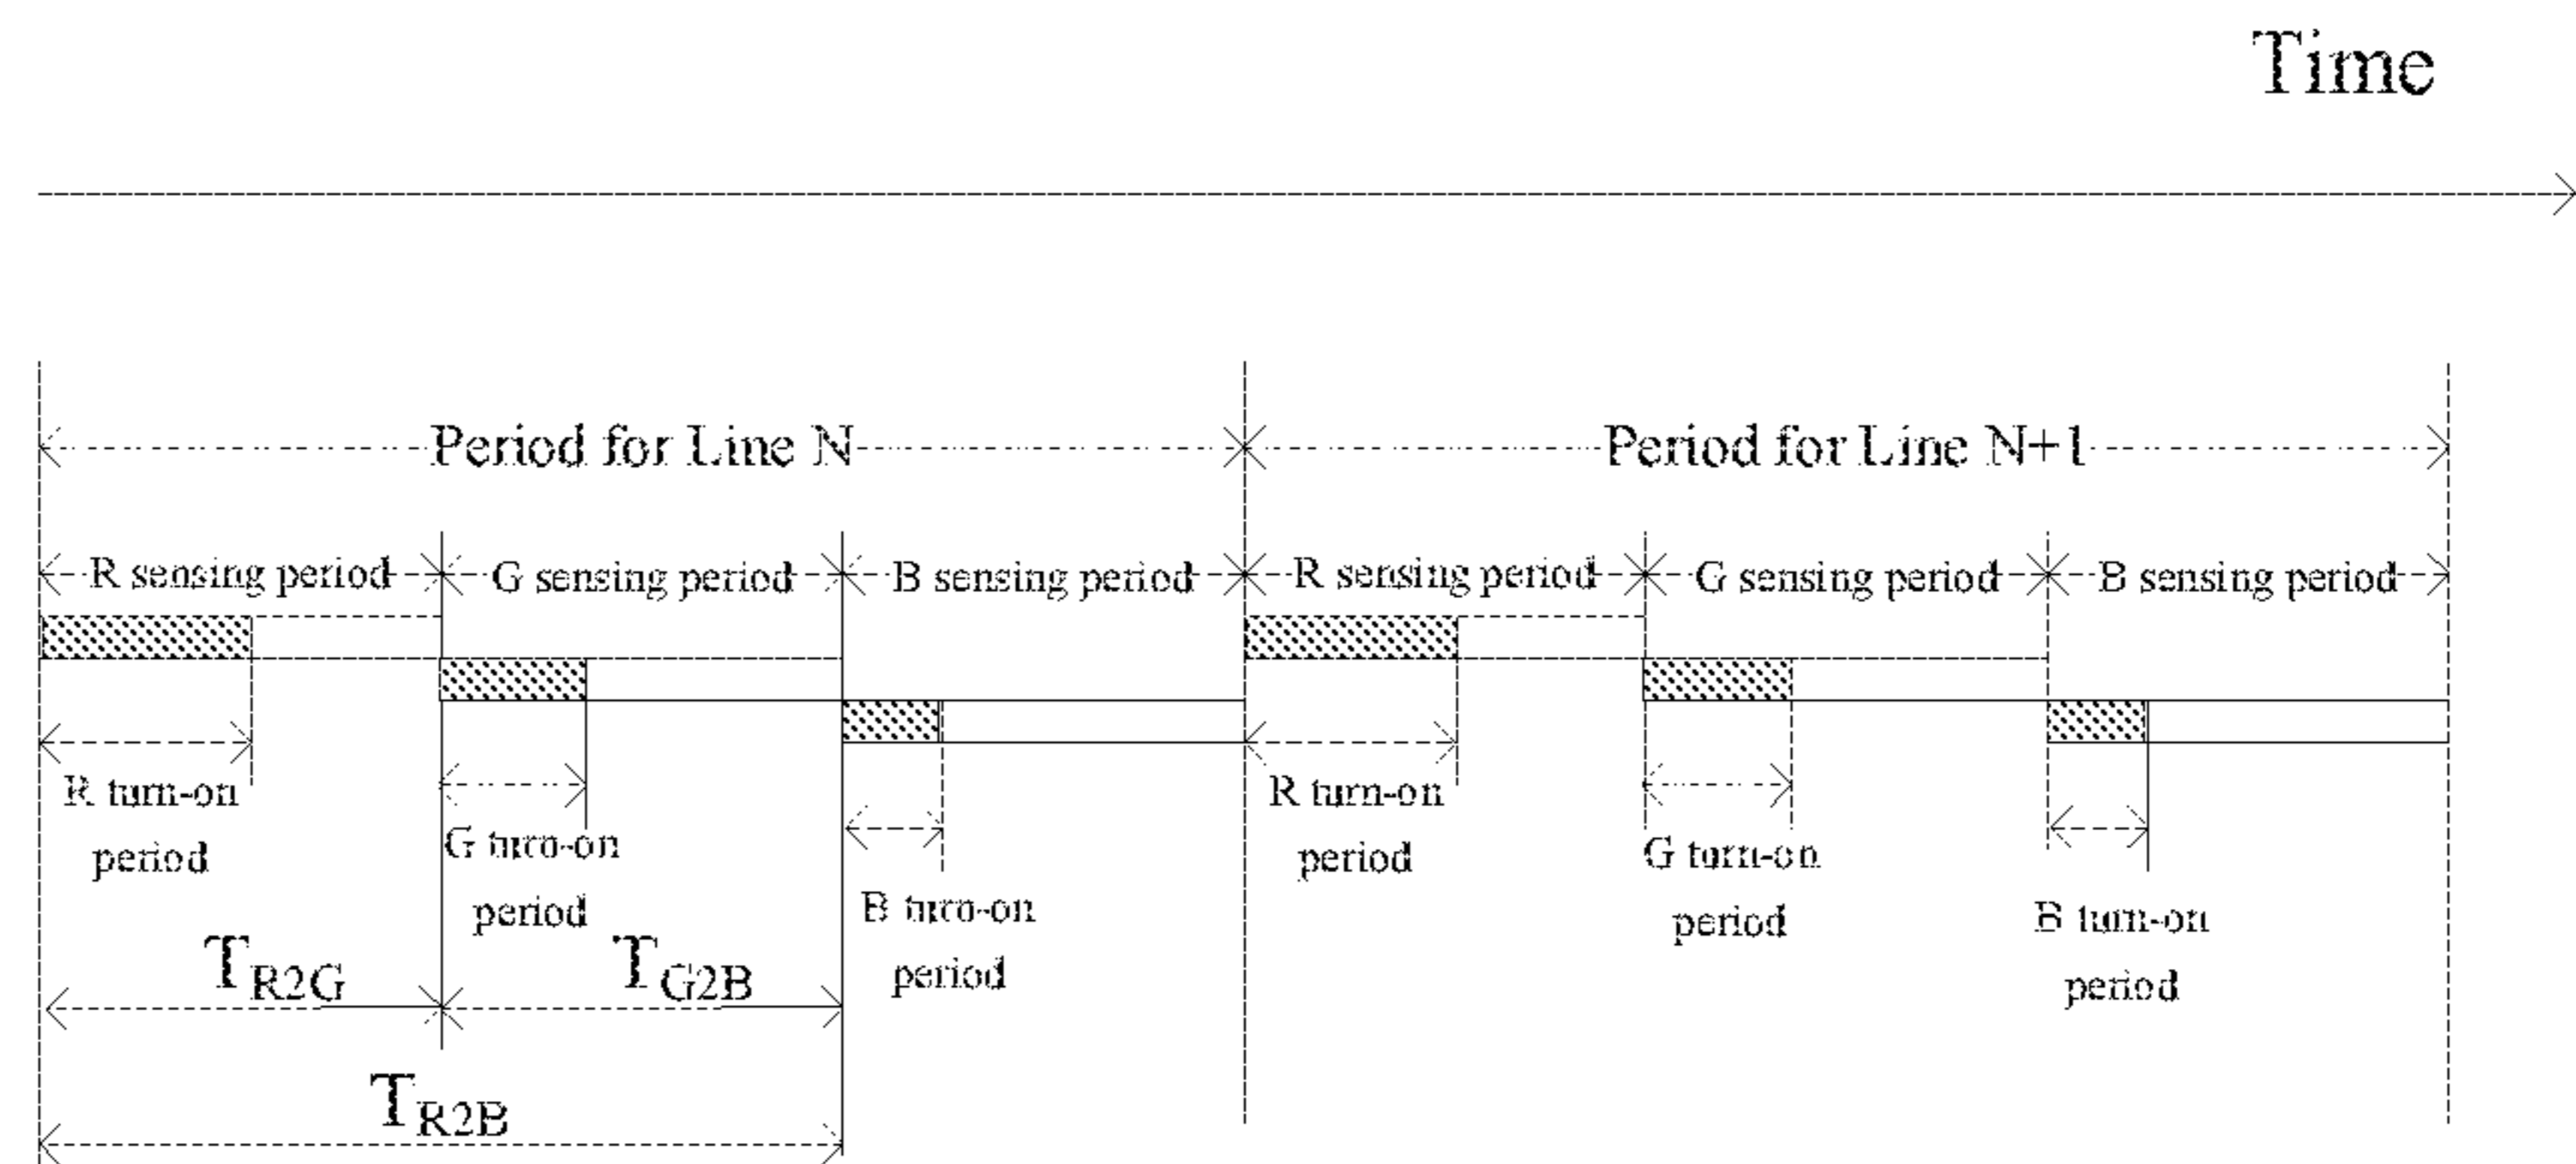 Time
Period for Line N
Period for Line N+1
R sensing period
G sensing period
B sensing period
R sensing period
G sensing period
B sensing period
R turn-on
period
G turn-on
period
B turn-on
period
R turn-on
period
G turn-on
period
B turn-on
period
TR2G
TG2B
TR2B